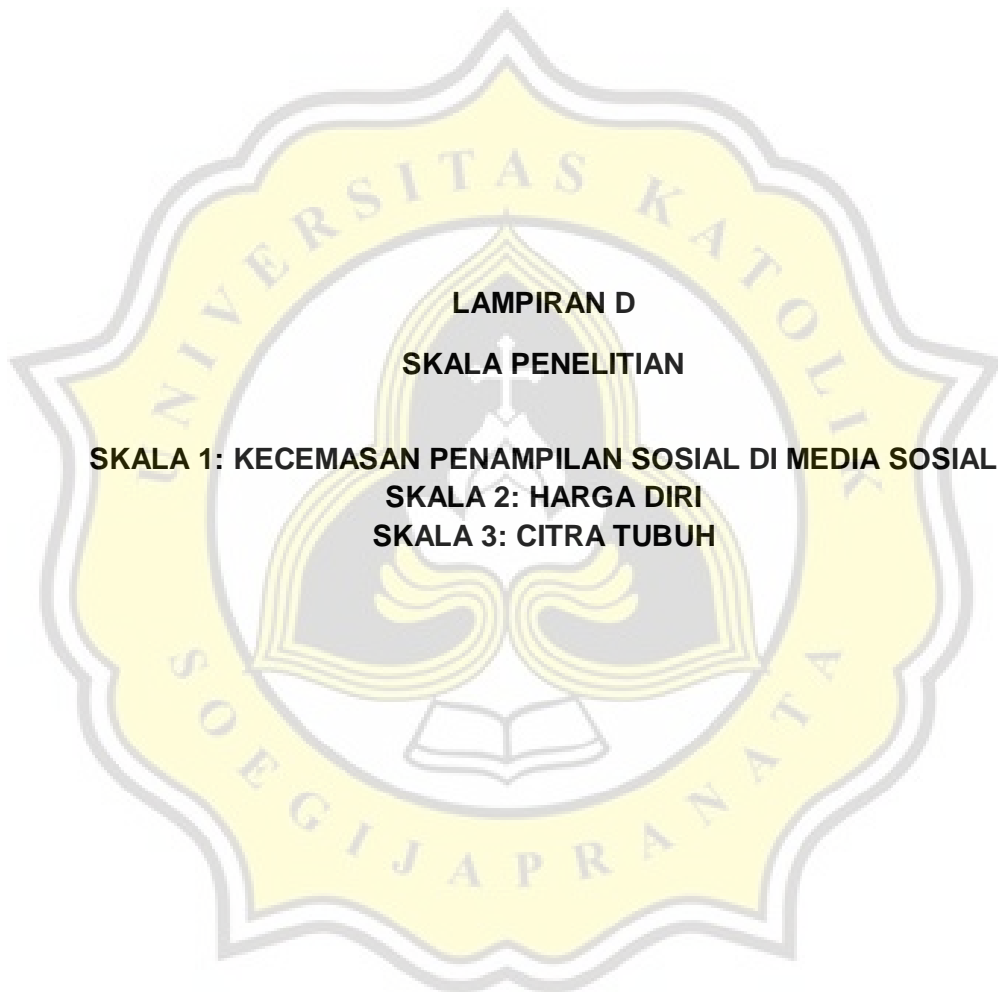 UNIVERSITAS KATOLIK
LAMPIRAN D
SKALA PENELITIAN
SKALA 1: KECEMASAN PENAMPILAN SOSIAL DI MEDIA SOSIAL
SKALA 2: HARGA DIRI
SKALA 3: CITRA TUBUH
SOEGIJAPRANATA